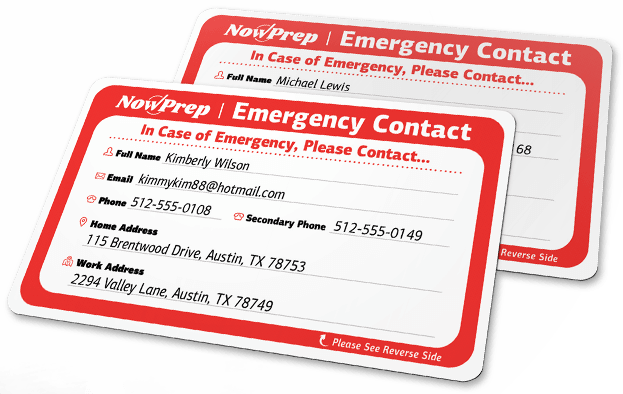 NowPrep | Emergency Contact
In Case of Emergency, Please Contact...
Full Name Michael Lewis
68
Reverse Side
NowPrep | Emergency Contact
In Case of Emergency, Please Contact...
Full Name Kimberly Wilson
Email kimmykim88@hotmail.com
Phone 512-555-0108 Secondary Phone 512-555-0149
Home Address
115 Brentwood Drive, Austin, TX 78753
Work Address
2294 Valley Lane, Austin, TX 78749
Please See Reverse Side